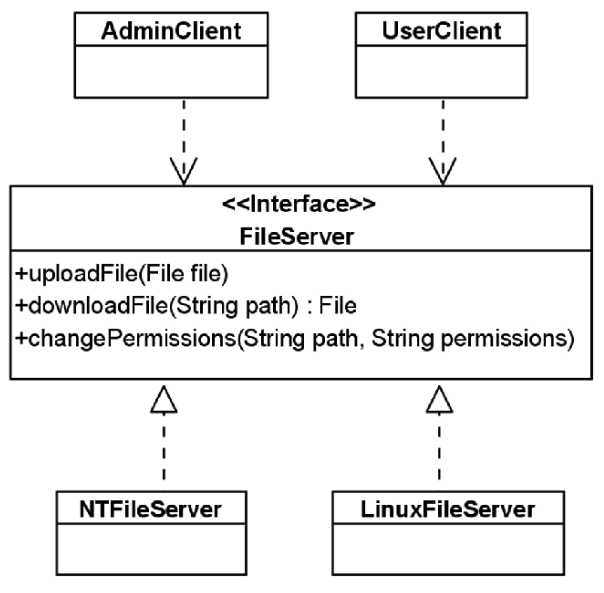 AdminClient
UserClient
<<Interface>>
FileServer
+uploadFile(File file)
+downloadFile(String path) : File
+changePermissions(String path, String permissions)
NTFileServer
LinuxFileServer